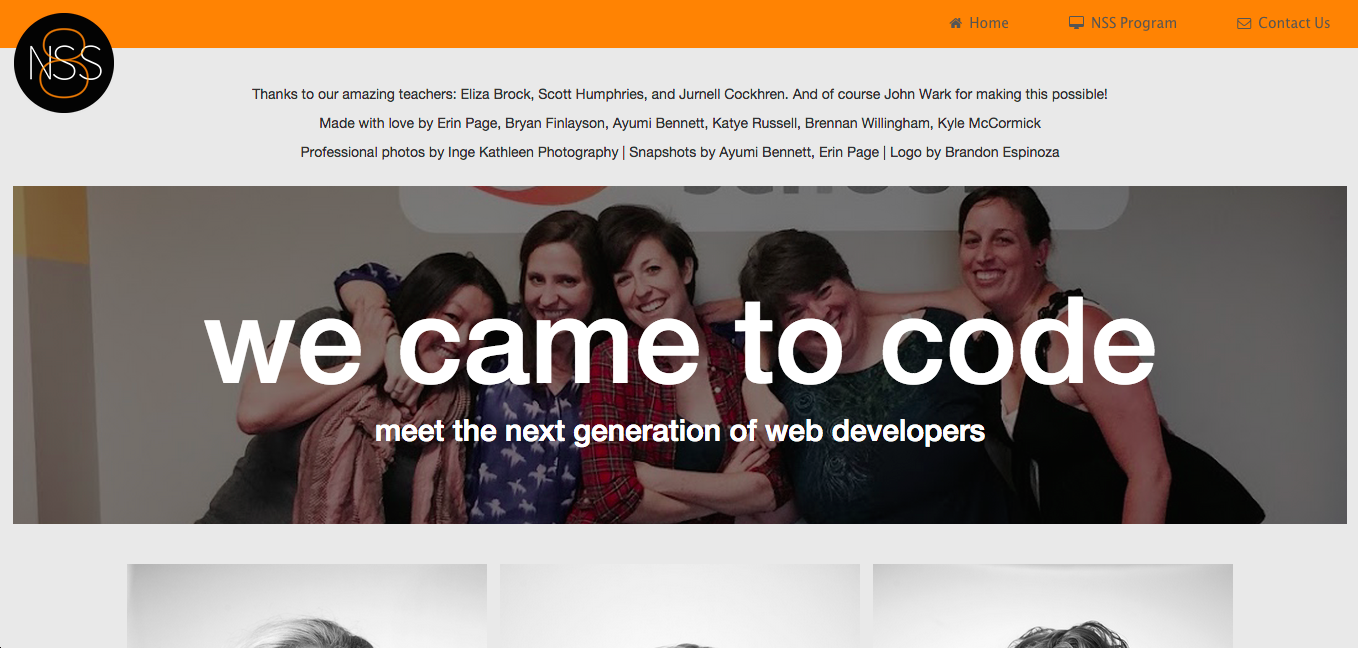 NSS
8
Home
NSS Program
Contact Us
Thanks to our amazing teachers: Eliza Brock, Scott Humphries, and Jurnell Cockhren. And of course John Wark for making this possible!
Made with love by Erin Page, Bryan Finlayson, Ayumi Bennett, Katye Russell, Brennan Willingham, Kyle McCormick
Professional photos by Inge Kathleen Photography | Snapshots by Ayumi Bennett, Erin Page | Logo by Brandon Espinoza
we came to code
meet the next generation of web developers